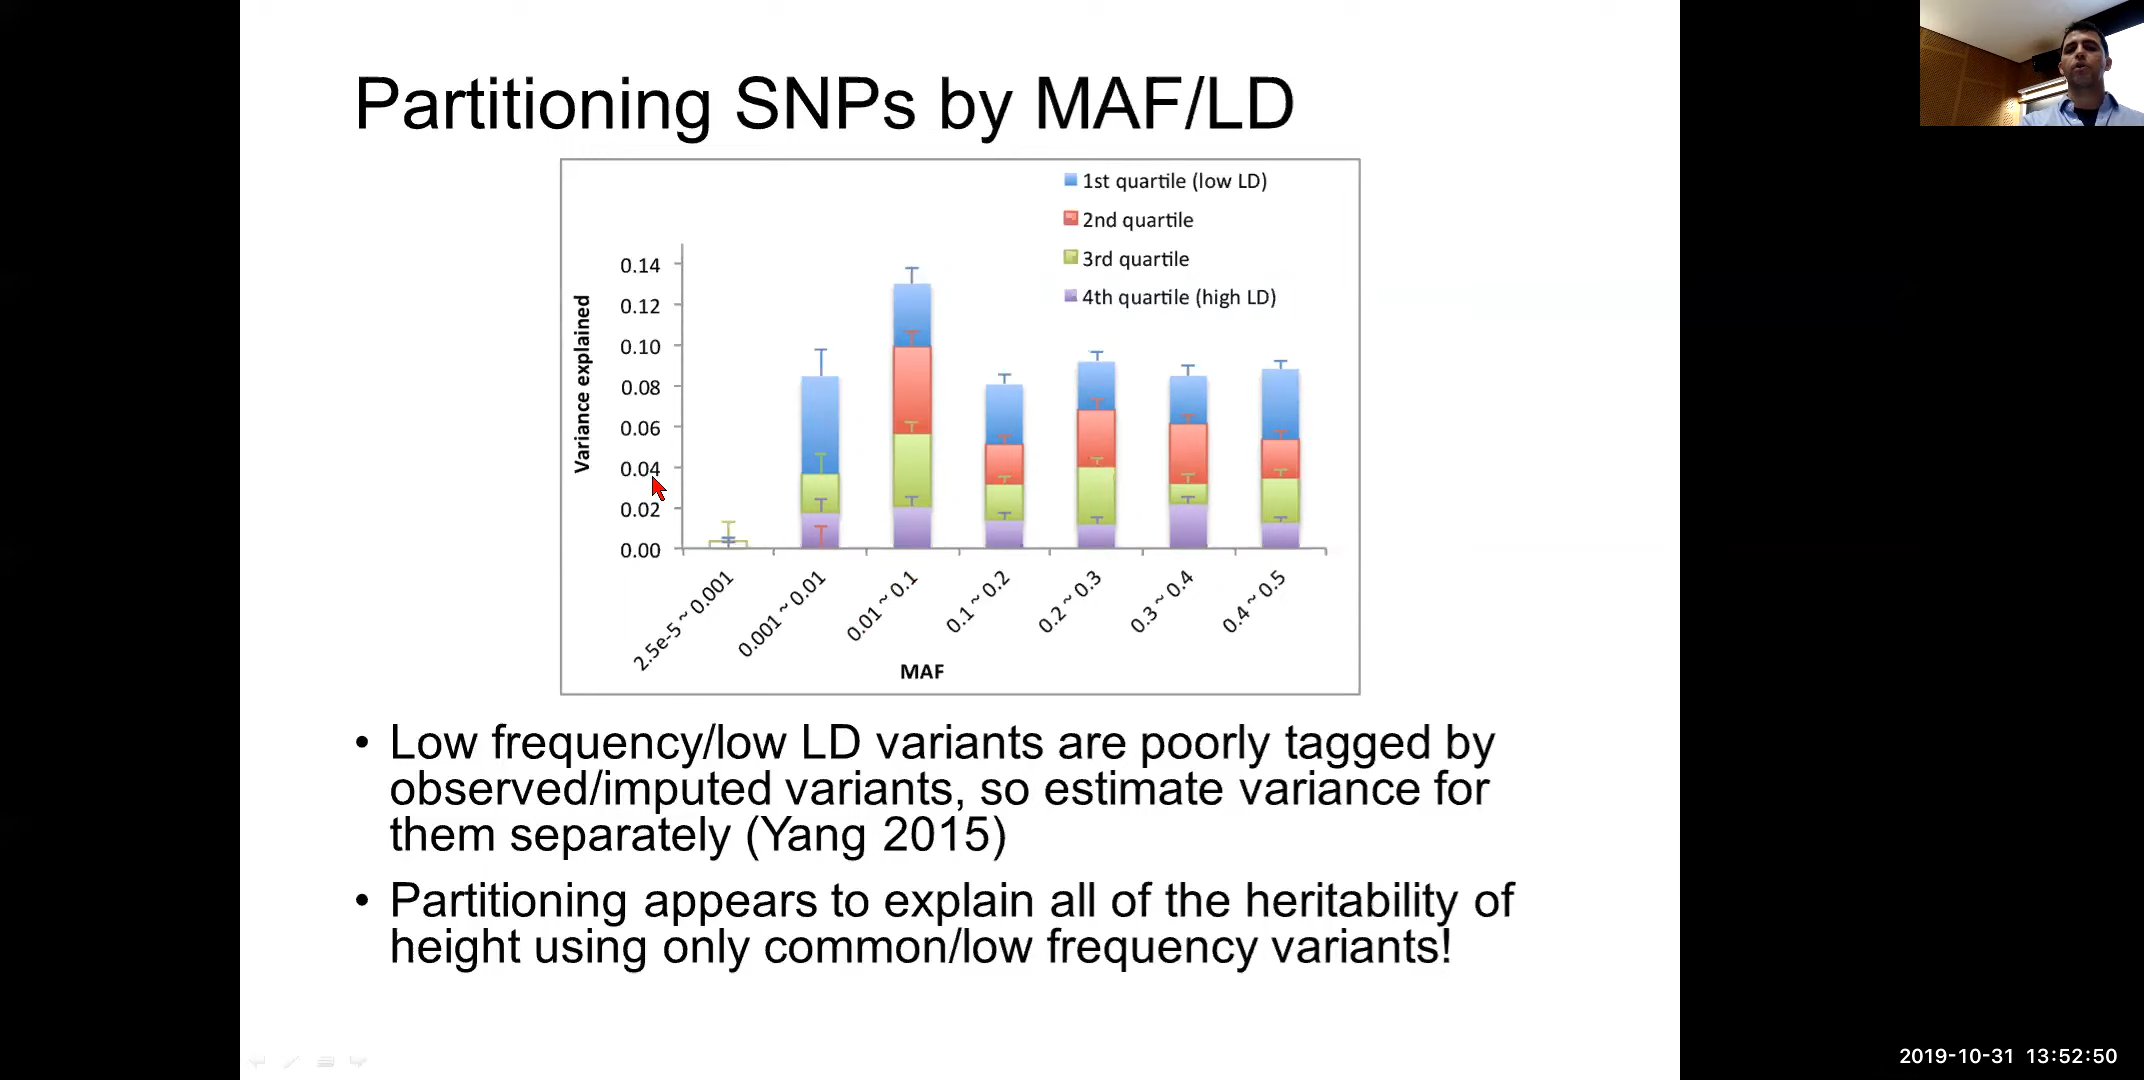 Partitioning SNPs by MAF/LD
1st quartile (low LD)
2nd quartile
3rd quartile
4th quartile (high LD)
Variance explained
0.14
0.12
0.10
0.08
0.06
0.04
0.02
0.00
2.5e-5 ~ 0.001
0.001 ~ 0.01
0.01 ~ 0.1
0.1 ~ 0.2
0.2 ~ 0.3
0.3 ~ 0.4
0.4 ~ 0.5
MAF
• Low frequency/low LD variants are poorly tagged by
observed/imputed variants, so estimate variance for
them separately (Yang 2015)
• Partitioning appears to explain all of the heritability of
height using only common/low frequency variants!
2019-10-31 13:52:50